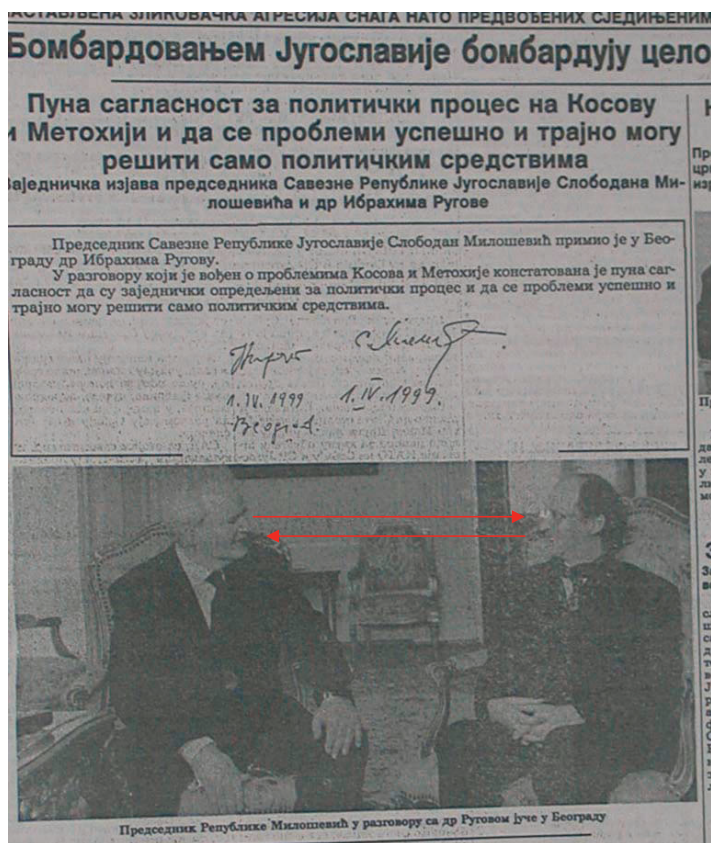 НАСТАВЉЕНА ЗЛИКОВАЧКА АГРЕСИЈА СНАГА НАТО ПРЕДВОЂЕНИХ СЈЕДИЊЕНИМ
Бомбардовањем Југославије бомбардују цело
Пуна сагласност за политички процес на Косову
и Метохији и да се проблеми успешно и трајно могу
решити само политичким средствима
Заједничка изјава председника Савезне Републике Југославије Слободана Ми-
лошевића и др Ибрахима Ругове
Председник Савезне Републике Југославије Слободан Милошевић примио је у Бео-
граду др Ибрахима Ругову.
У разговору који је вођен о проблемима Косова и Метохије констатована је пуна саг-
ласност да су заједнички опредељени за политички процес и да се проблеми успешно и
трајно могу решити само политичким средствима.
1. IV. 1999 1. IV. 1999.
Beograd.
Председник Републике Милошевић у разговору са др Руговом јуче у Београду